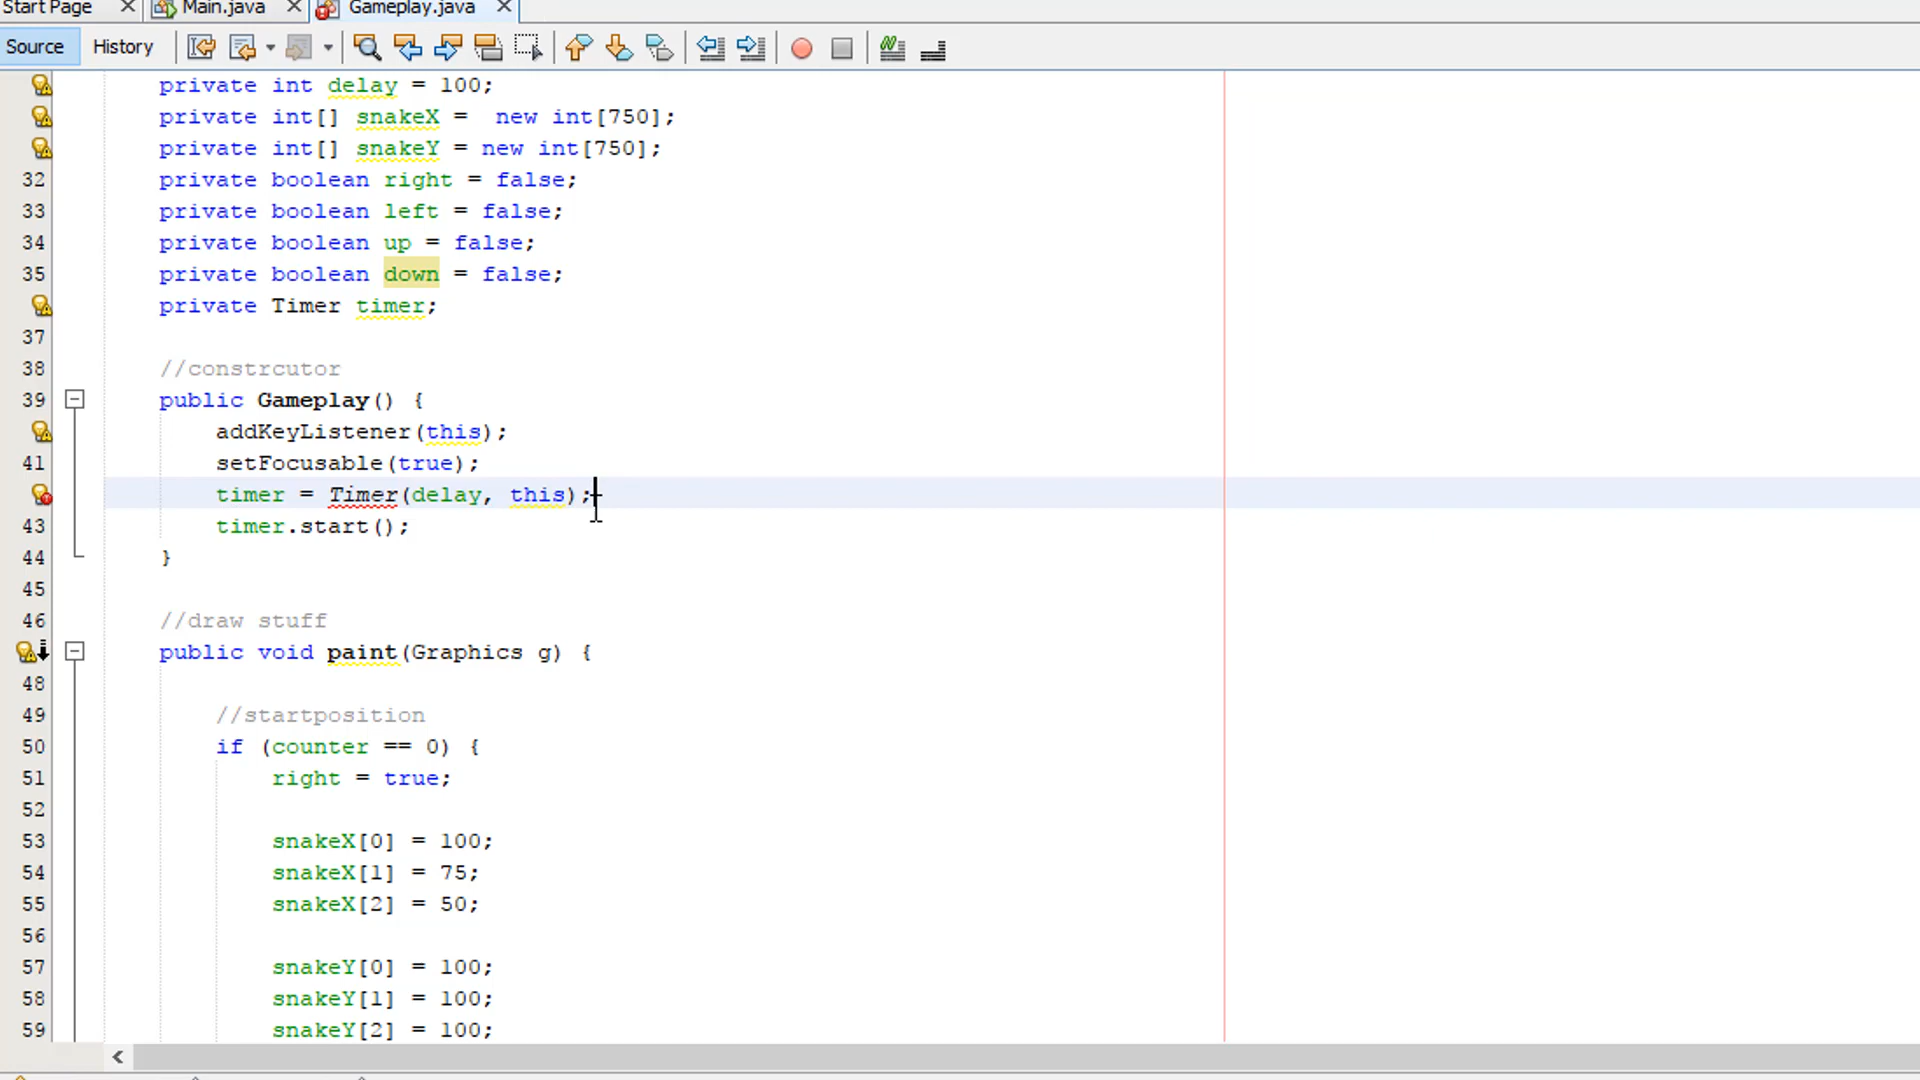 Start Page Main.java Gameplay.java
Source History
private int delay = 100;
private int[] snakeX =  new int[750];
private int[] snakeY = new int[750];
32 private boolean right = false;
33 private boolean left = false;
34 private boolean up = false;
35 private boolean down = false;
private Timer timer;
37
38 //constrcutor
39 public Gameplay() {
addKeyListener(this);
41 setFocusable(true);
timer = Timer(delay, this);
43 timer.start();
44 }
45
46 //draw stuff
public void paint(Graphics g) {
48
49 //startposition
50 if (counter == 0) {
51 right = true;
52
53 snakeX[0] = 100;
54 snakeX[1] = 75;
55 snakeX[2] = 50;
56
57 snakeY[0] = 100;
58 snakeY[1] = 100;
59 snakeY[2] = 100;